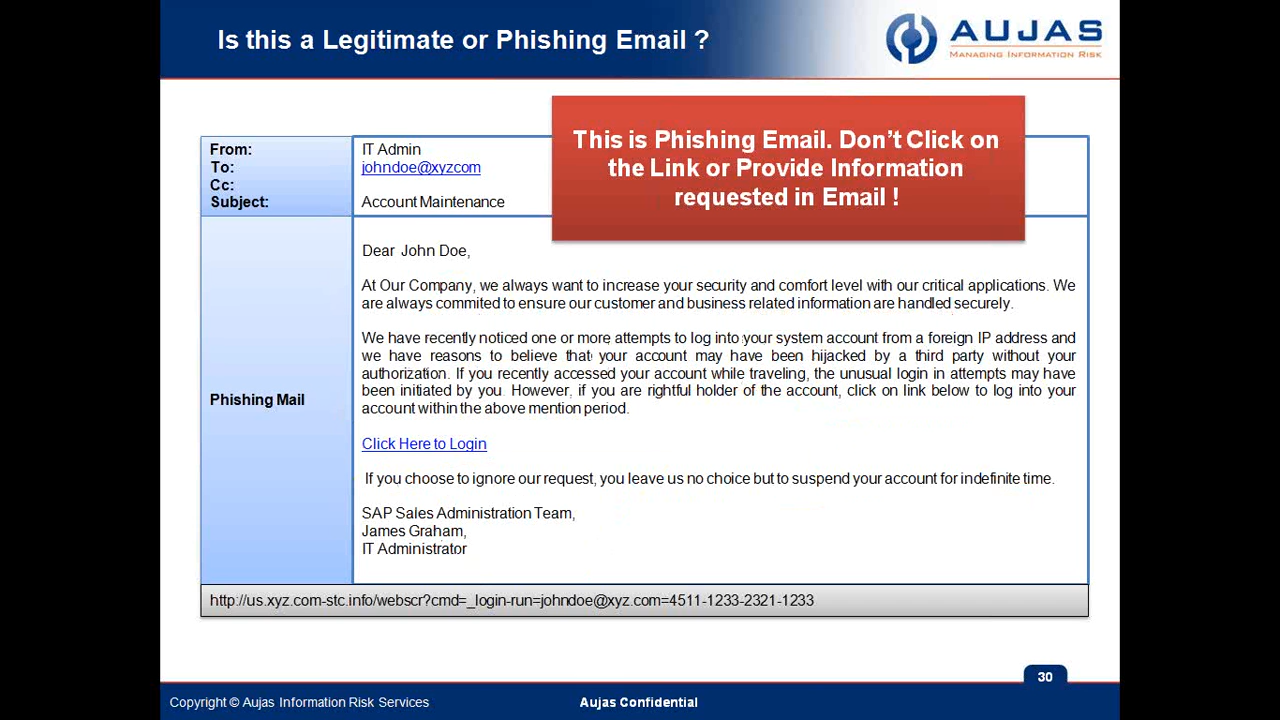 Is this a Legitimate or Phishing Email ?
AUJAS
MANAGING INFORMATION RISK
This is Phishing Email. Don't Click on
the Link or Provide Information
requested in Email !
From: IT Admin
To: johndoe@xyzcom
Cc:
Subject: Account Maintenance
Phishing Mail
Dear John Doe,
At Our Company, we always want to increase your security and comfort level with our critical applications. We
are always commited to ensure our customer and business related information are handled securely.
We have recently noticed one or more attempts to log into your system account from a foreign IP address and
we have reasons to believe that your account may have been hijacked by a third party without your
authorization. If you recently accessed your account while traveling, the unusual login in attempts may have
been initiated by you. However, if you are rightful holder of the account, click on link below to log into your
account within the above mention period.
Click Here to Login
If you choose to ignore our request, you leave us no choice but to suspend your account for indefinite time.
SAP Sales Administration Team,
James Graham,
IT Administrator
http://us.xyz.com-stc.info/webscr?cmd=_login-run=johndoe@xyz.com=4511-1233-2321-1233
30
Copyright © Aujas Information Risk Services
Aujas Confidential